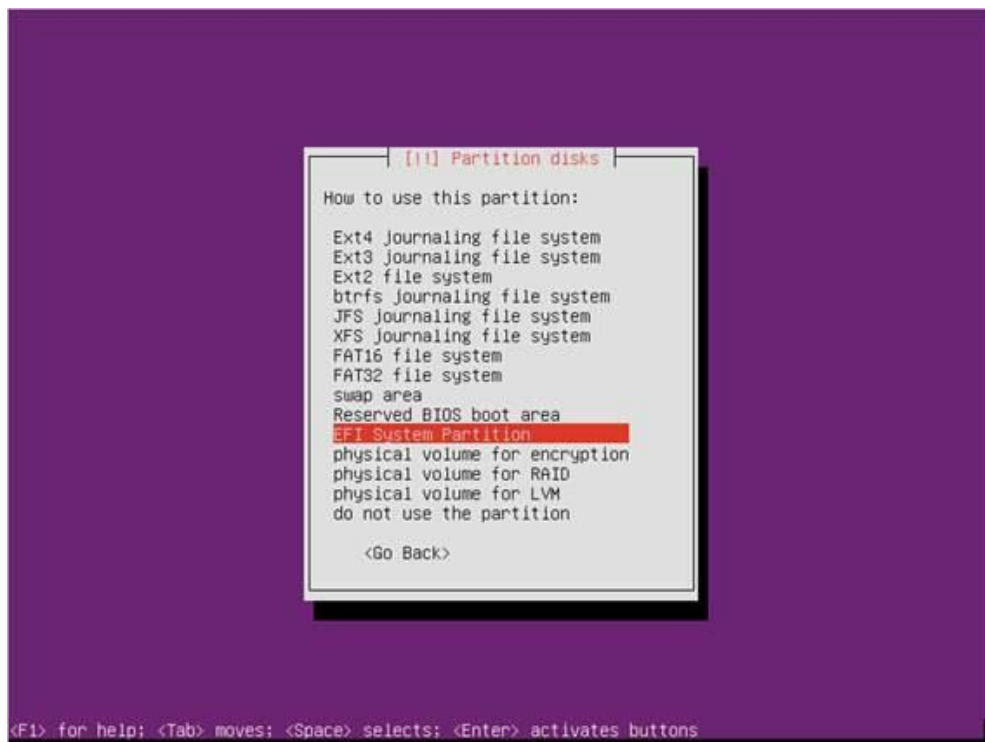 [!!] Partition disks
How to use this partition:
Ext4 journaling file system
Ext3 journaling file system
Ext2 file system
btrfs journaling file system
JFS journaling file system
XFS journaling file system
FAT16 file system
FAT32 file system
swap area
Reserved BIOS boot area
EFI System Partition
physical volume for encryption
physical volume for RAID
physical volume for LVM
do not use the partition
<Go Back>
<F1> for help; <Tab> moves; <Space> selects; <Enter> activates buttons